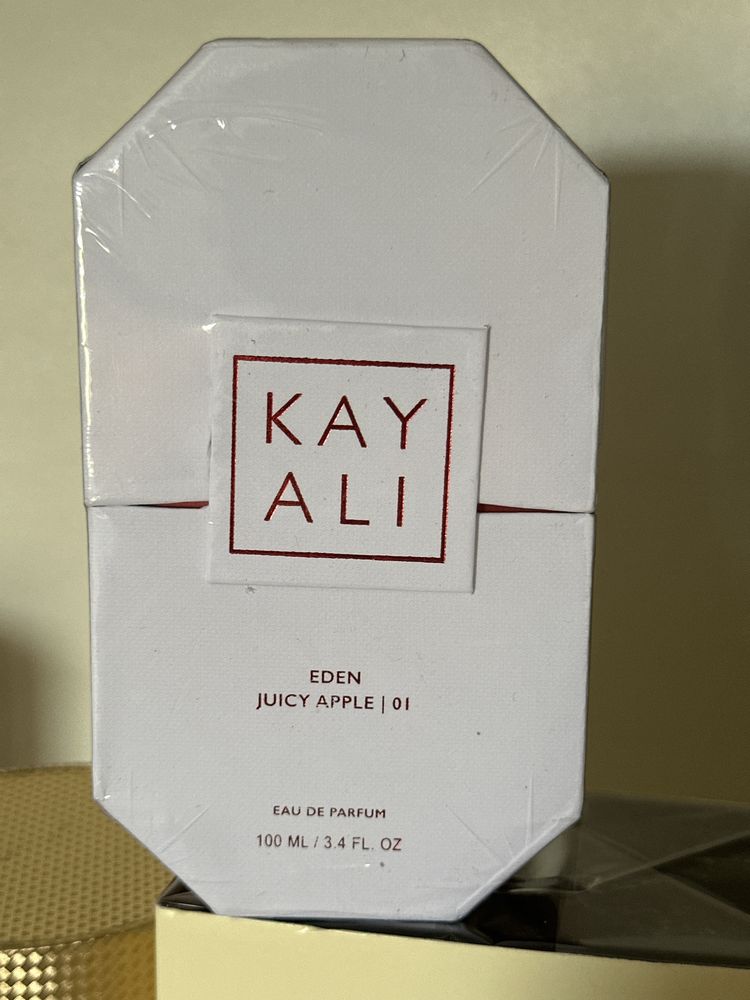 KAY
ALI
EDEN
JUICY APPLE | 01
EAU DE PARFUM
100 ML / 3.4 FL. OZ